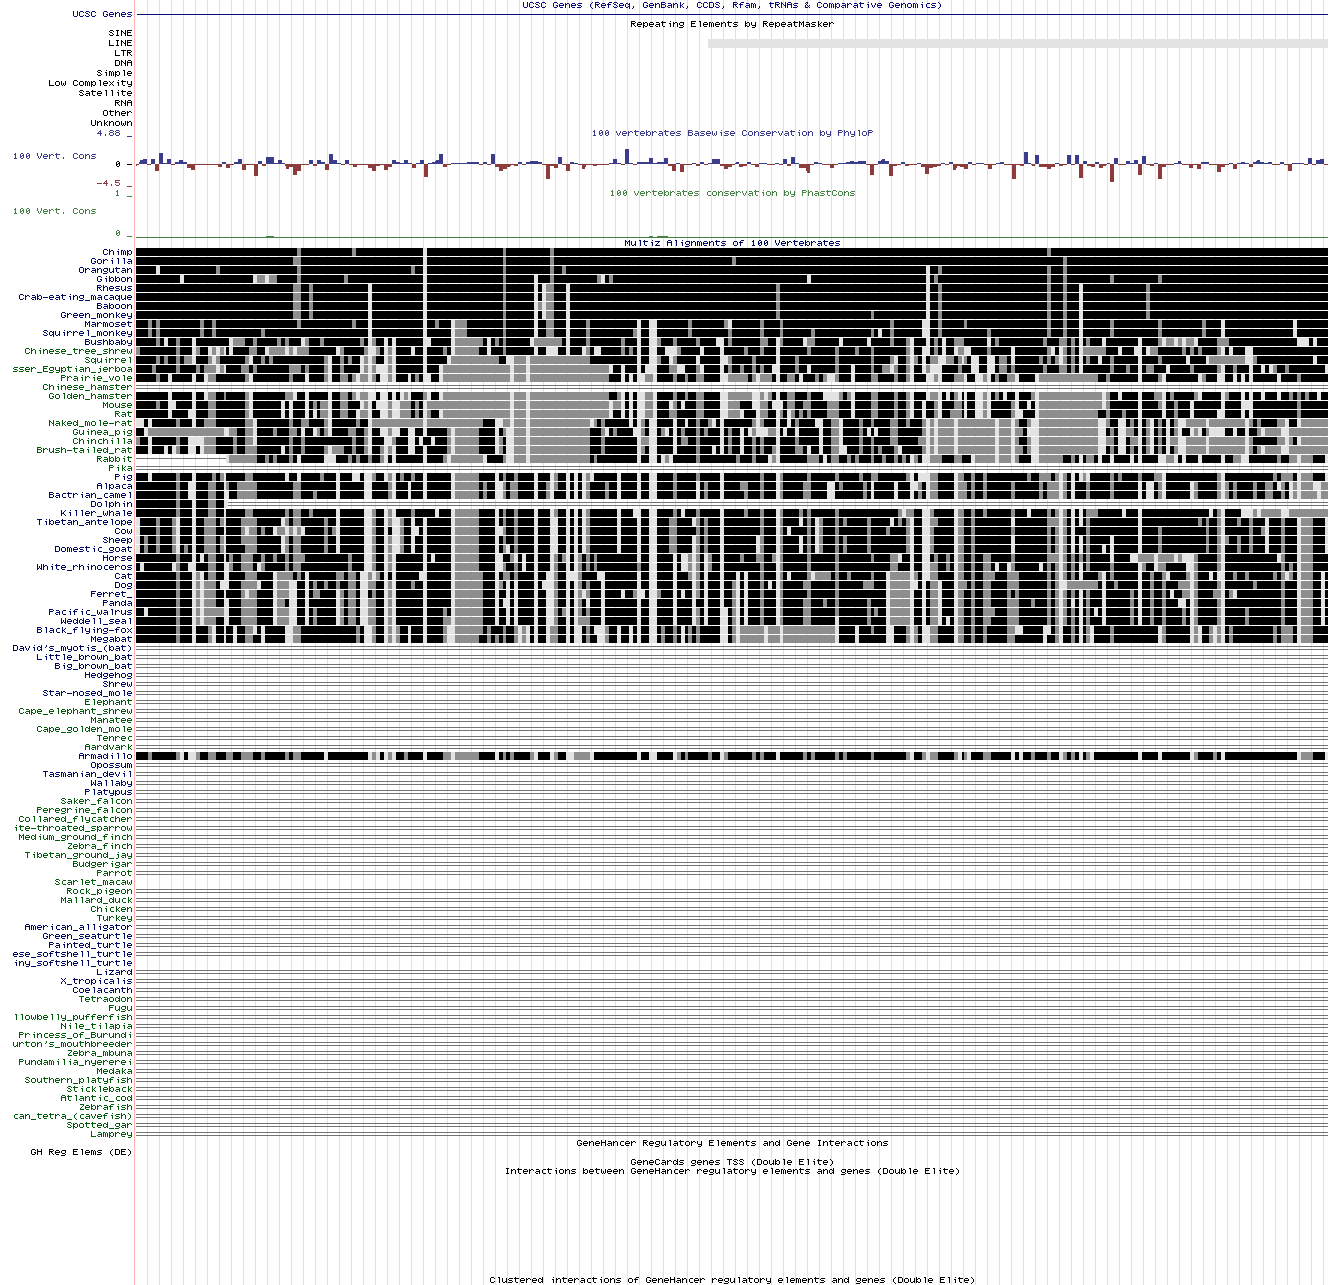 UCSC Genes (RefSeq, GenBank, CCDS, Rfam, tRNAs & Comparative Genomics)
UCSC Genes
Repeating Elements by RepeatMasker
SINE
LINE
LTR
DNA
Simple
Low Complexity
Satellite
RNA
Other
Unknown
4.88 _
100 vertebrates Basewise Conservation by PhyloP
100 Vert. Cons
0 _
-4.5 _
1 _
100 vertebrates conservation by PhastCons
100 Vert. Cons
0 _
Multiz Alignments of 100 Vertebrates
Chimp
Gorilla
Orangutan
Gibbon
Rhesus
Crab-eating_macaque
Baboon
Green_monkey
Marmoset
Squirrel_monkey
Bushbaby
Chinese_tree_shrew
Squirrel
sser_Egyptian_jerboa
Prairie_vole
Chinese_hamster
Golden_hamster
Mouse
Rat
Naked_mole-rat
Guinea_pig
Chinchilla
Brush-tailed_rat
Rabbit
Pika
Pig
Alpaca
Bactrian_camel
Dolphin
Killer_whale
Tibetan_antelope
Cow
Sheep
Domestic_goat
Horse
White_rhinoceros
Cat
Dog
Ferret_
Panda
Pacific_walrus
Weddell_seal
Black_flying-fox
Megabat
David's_myotis_(bat)
Little_brown_bat
Big_brown_bat
Hedgehog
Shrew
Star-nosed_mole
Elephant
Cape_elephant_shrew
Manatee
Cape_golden_mole
Tenrec
Aardvark
Armadillo
Opossum
Tasmanian_devil
Wallaby
Platypus
Saker_falcon
Peregrine_falcon
Collared_flycatcher
ite-throated_sparrow
Medium_ground_finch
Zebra_finch
Tibetan_ground_jay
Budgerigar
Parrot
Scarlet_macaw
Rock_pigeon
Mallard_duck
Chicken
Turkey
American_alligator
Green_seaturtle
Painted_turtle
ese_softshell_turtle
iny_softshell_turtle
Lizard
X_tropicalis
Coelacanth
Tetraodon
Fugu
llowbelly_pufferfish
Nile_tilapia
Princess_of_Burundi
urton's_mouthbreeder
Zebra_mbuna
Pundamilia_nyererei
Medaka
Southern_platyfish
Stickleback
Atlantic_cod
Zebrafish
can_tetra_(cavefish)
Spotted_gar
Lamprey
GeneHancer Regulatory Elements and Gene Interactions
GH Reg Elems (DE)
GeneCards genes TSS (Double Elite)
Interactions between GeneHancer regulatory elements and genes (Double Elite)
Clustered interactions of GeneHancer regulatory elements and genes (Double Elite)